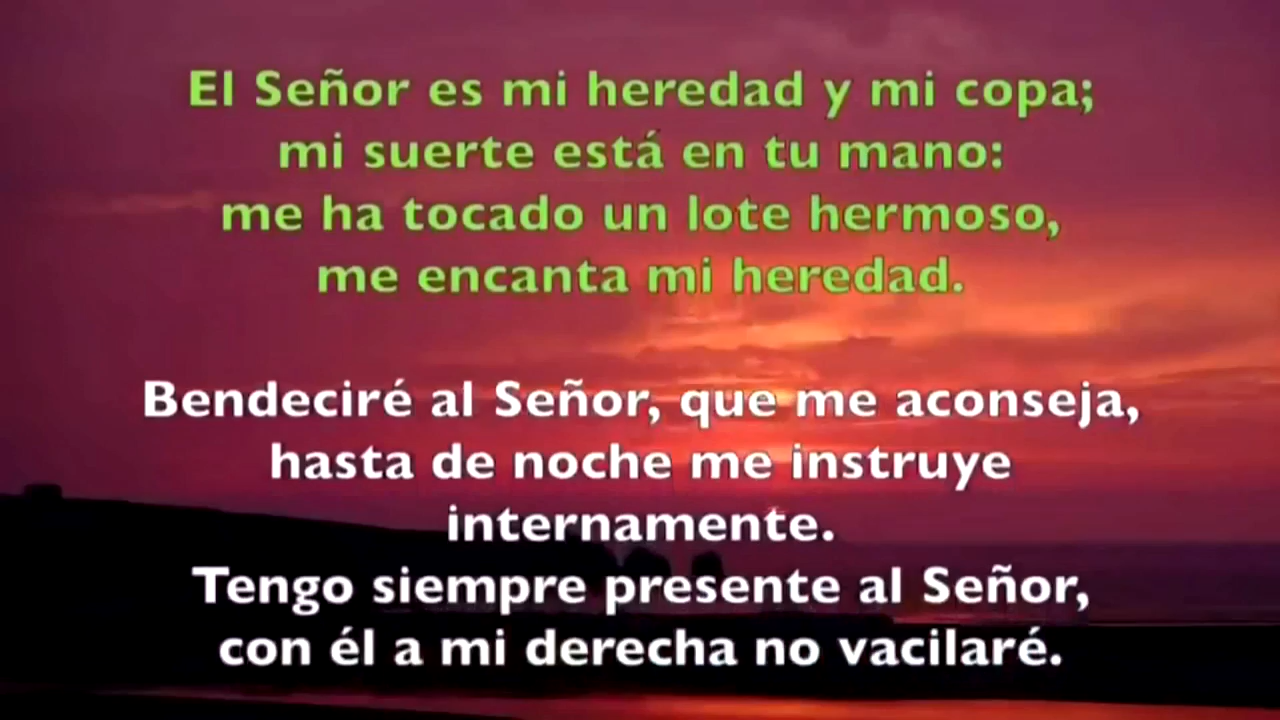 El Señor es mi heredad y mi copa;
mi suerte está en tu mano:
me ha tocado un lote hermoso,
me encanta mi heredad.
Bendeciré al Señor, que me aconseja,
hasta de noche me instruye
internamente.
Tengo siempre presente al Señor,
con él a mi derecha no vacilaré.